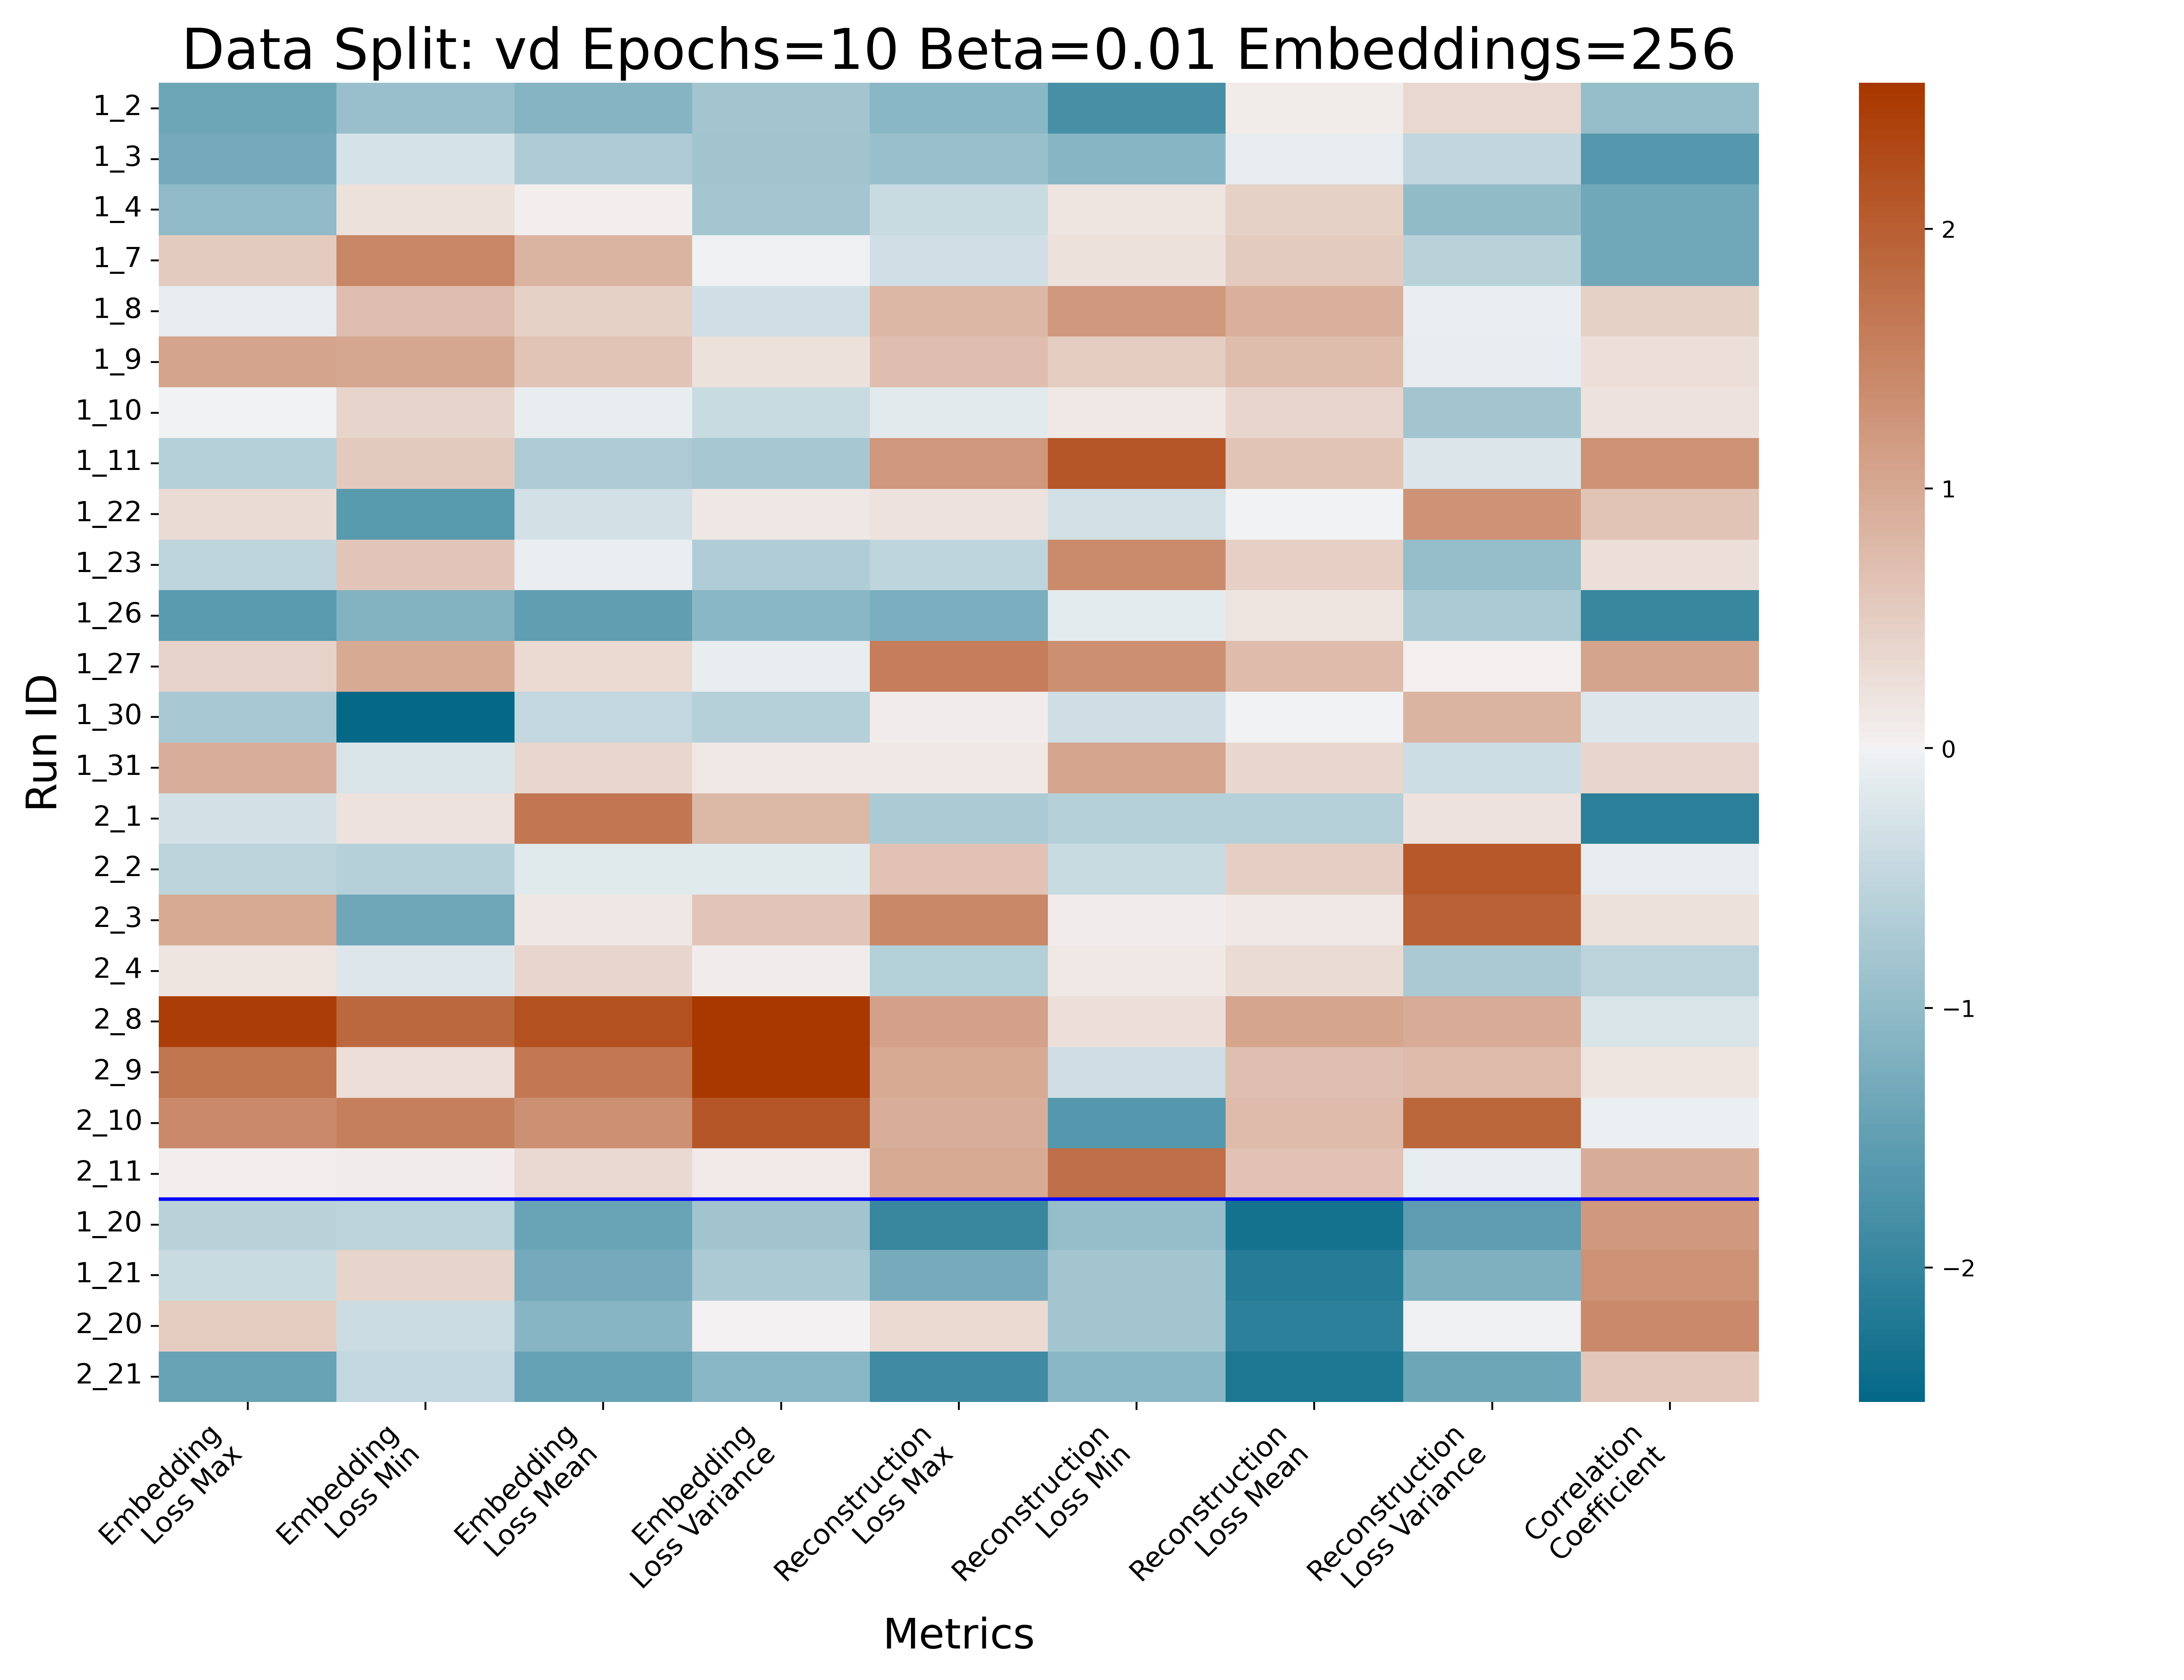 Data Split: vd Epochs=10 Beta=0.01 Embeddings=256
Run ID
1_2
1_3
1_4
1_7
1_8
1_9
1_10
1_11
1_22
1_23
1_26
1_27
1_30
1_31
2_1
2_2
2_3
2_4
2_8
2_9
2_10
2_11
1_20
1_21
2_20
2_21
Embedding
Loss Max
Embedding
Loss Min
Embedding
Loss Mean
Embedding
Loss Variance
Reconstruction
Loss Max
Reconstruction
Loss Min
Reconstruction
Loss Mean
Reconstruction
Loss Variance
Correlation
Coefficient
Metrics
2
1
0
−1
−2